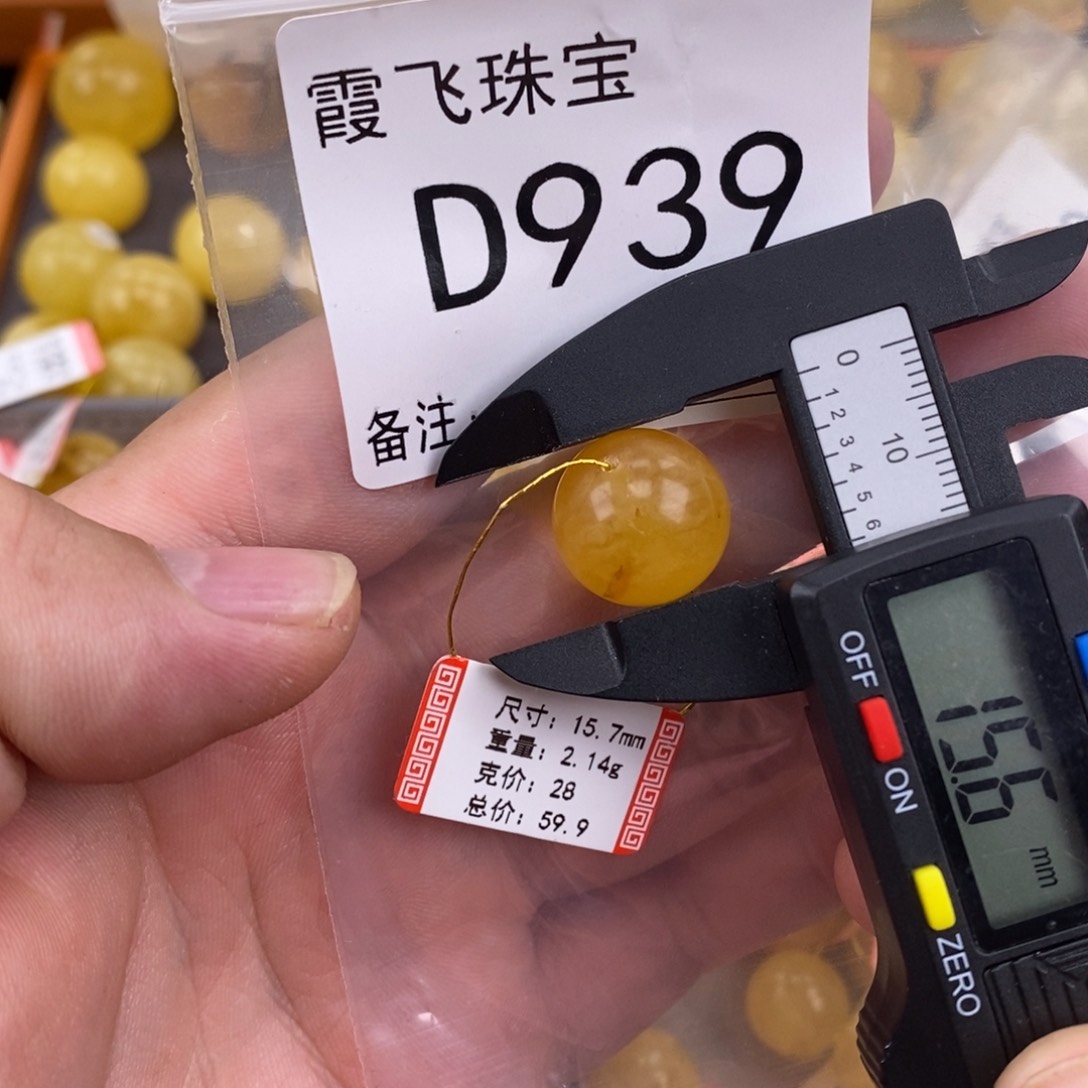 霞飞珠宝
D939
备注:
0
1
2
3
4
5
6
10
OFF
ON
ZERO
15.6
mm
尺寸: 15.7mm
重量: 2.14g
克价: 28
总价: 59.9